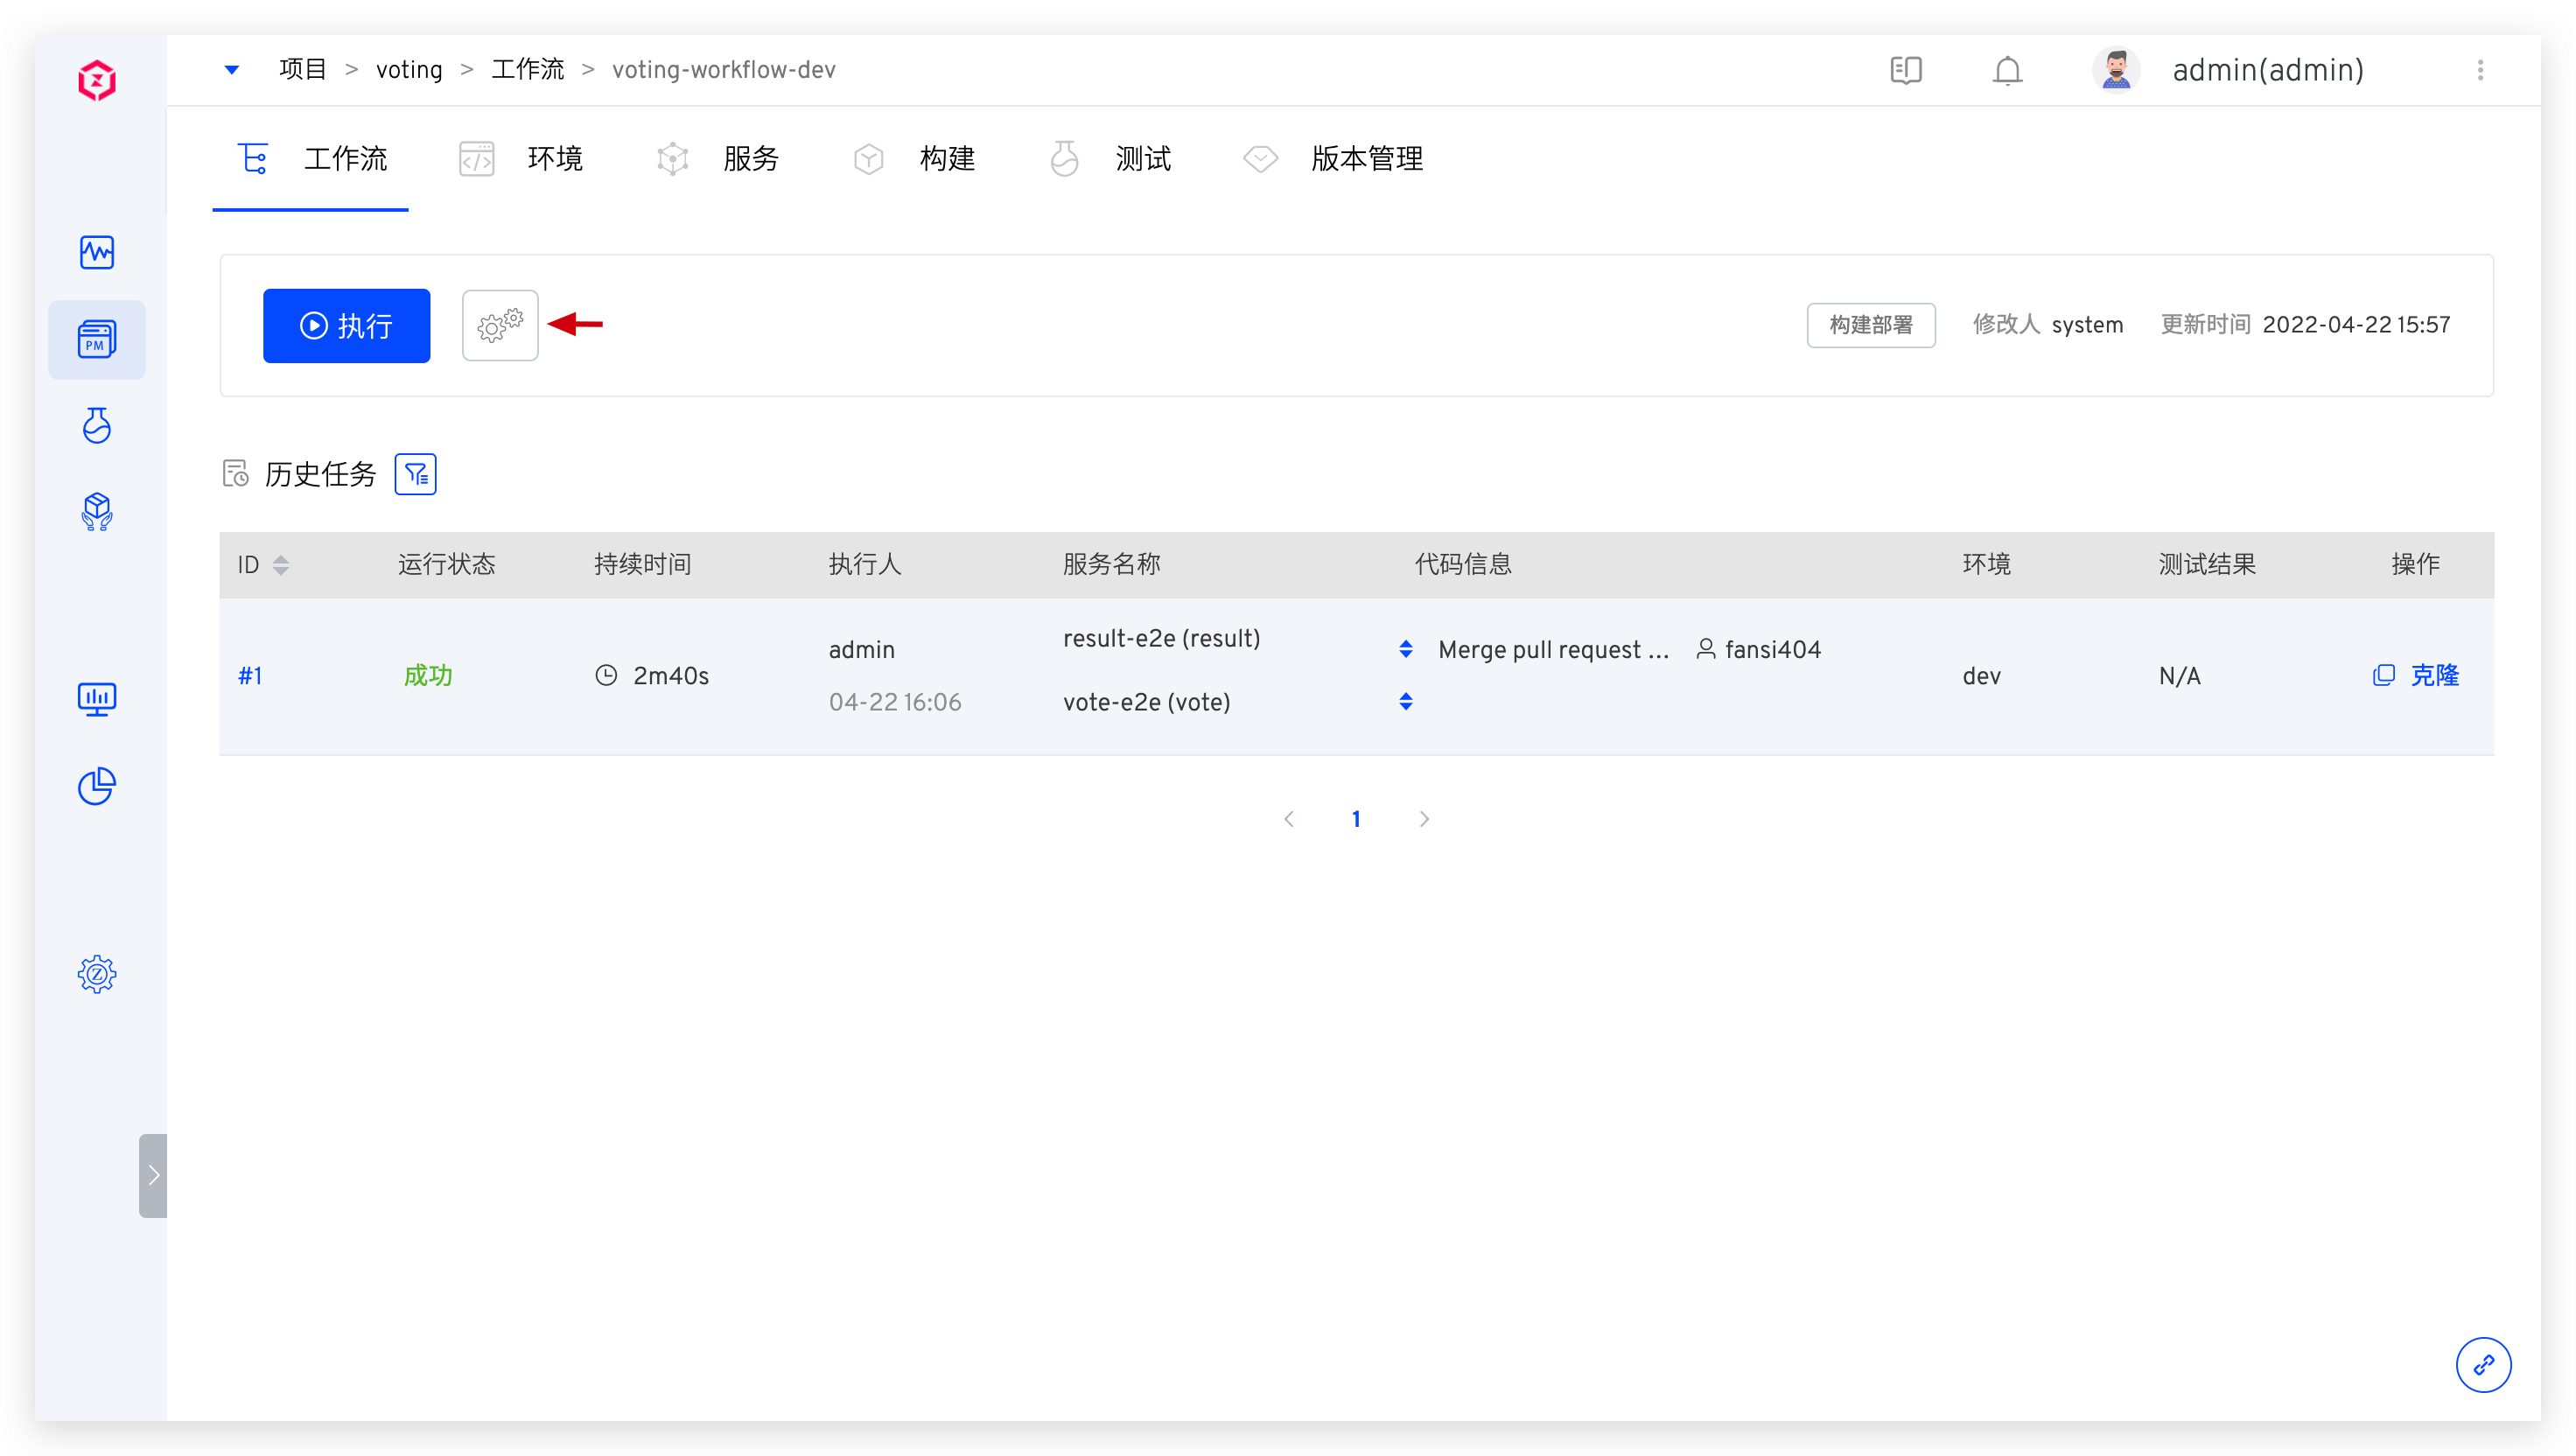 项目 > voting > 工作流 > voting-workflow-dev
admin(admin)
工作流 环境 服务 构建 测试 版本管理
PM
执行
构建部署 修改人 system 更新时间 2022-04-22 15:57
历史任务
ID 运行状态 持续时间 执行人 服务名称 代码信息 环境 测试结果 操作
#1 成功 2m40s admin 04-22 16:06 result-e2e (result) Merge pull request ... fansi404 dev N/A 克隆
vote-e2e (vote)
1
Z